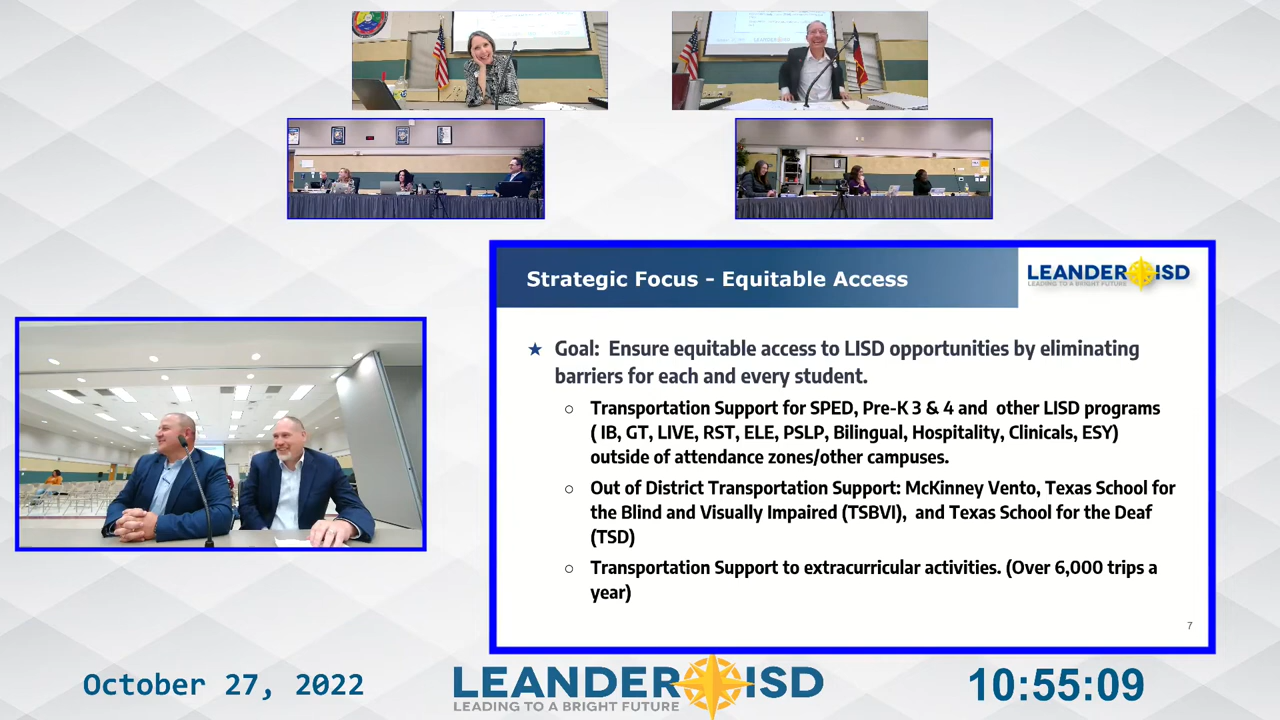 LEANDER ISD
Strategic Focus - Equitable Access
LEANDER ISD
LEADING TO A BRIGHT FUTURE
★ Goal: Ensure equitable access to LISD opportunities by eliminating
barriers for each and every student.
○ Transportation Support for SPED, Pre-K 3 & 4 and other LISD programs
( IB, GT, LIVE, RST, ELE, PSLP, Bilingual, Hospitality, Clinicals, ESY)
outside of attendance zones/other campuses.
○ Out of District Transportation Support: McKinney Vento, Texas School for
the Blind and Visually Impaired (TSBVI), and Texas School for the Deaf
(TSD)
○ Transportation Support to extracurricular activities. (Over 6,000 trips a
year)
7
October 27, 2022
LEANDER ISD
LEADING TO A BRIGHT FUTURE
10:55:09